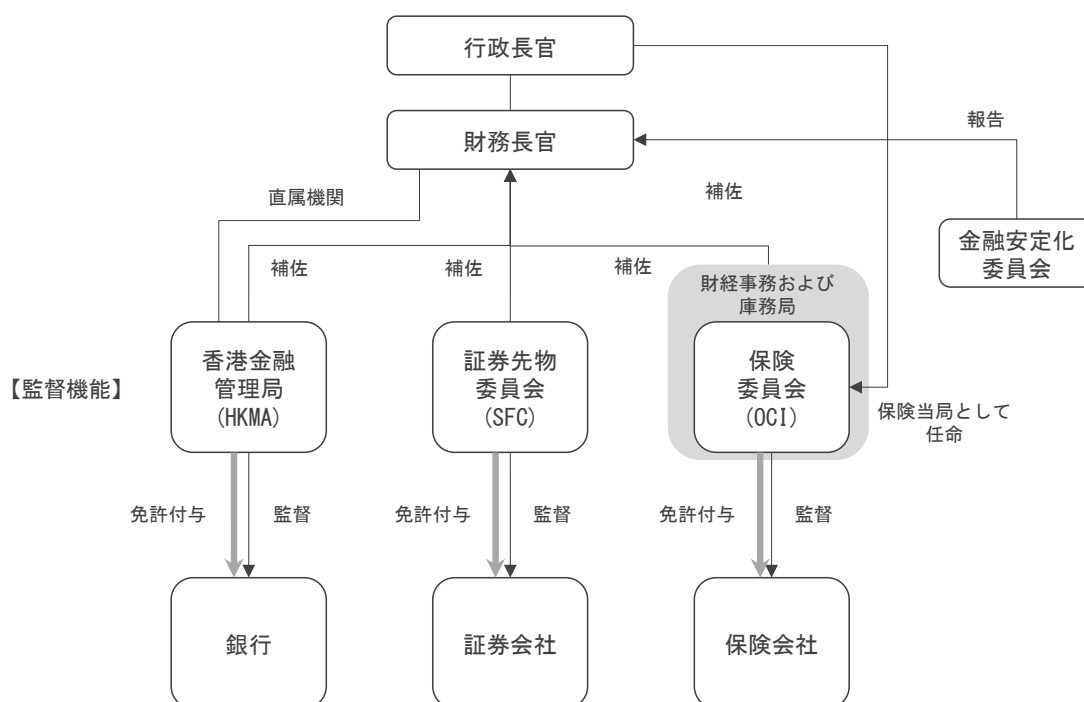 行政長官
財務長官
報告
直属機関
補佐
金融安定化
委員会
補佐
補佐
補佐
財経事務および
庫務局
【監督機能】
香港金融
管理局
(HKMA)
証券先物
委員会
(SFC)
保険
委員会
(OCI)
保険当局として
任命
免許付与
監督
免許付与
監督
免許付与
監督
銀行
証券会社
保険会社